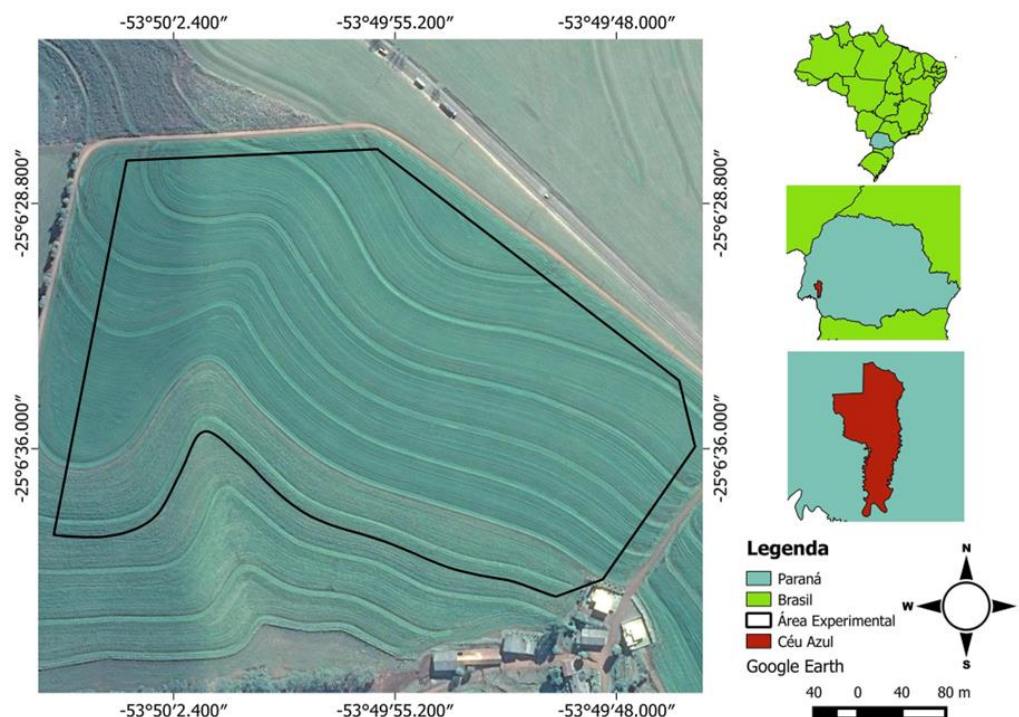 -53°50′2.400″ -53°49′55.200″ -53°49′48.000″
-25°6′28.800″ -25°6′28.800″
-25°6′36.000″ -25°6′36.000″
-53°50′2.400″ -53°49′55.200″ -53°49′48.000″
Legenda
Paraná
Brasil
Área Experimental
Céu Azul
Google Earth
N
W
S
40 0 40 80 m